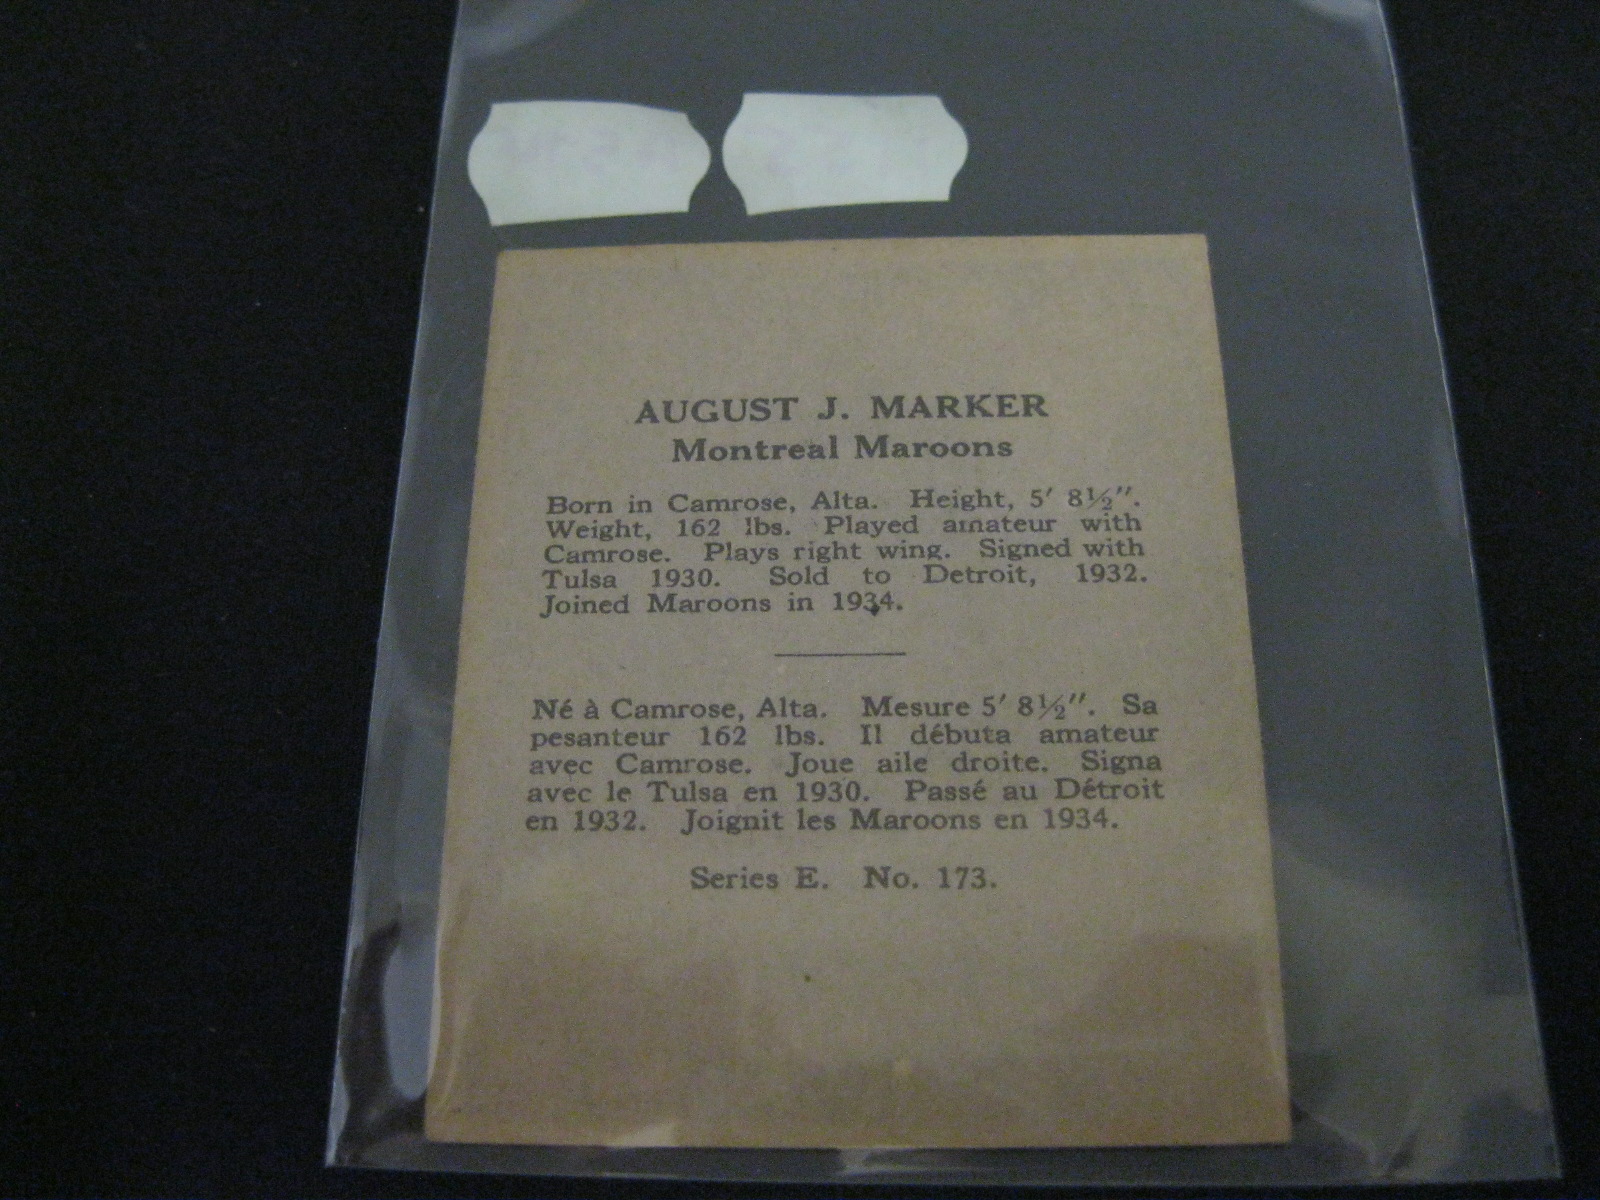 AUGUST J. MARKER
Montreal Maroons
Born in Camrose, Alta. Height, 5′ 8½″.
Weight, 162 lbs. Played amateur with
Camrose. Plays right wing. Signed with
Tulsa 1930. Sold to Detroit, 1932.
Joined Maroons in 1934.
Né à Camrose, Alta. Mesure 5′ 8½″. Sa
pesanteur 162 lbs. Il débuta amateur
avec Camrose. Joue aile droite. Signa
avec le Tulsa en 1930. Passé au Détroit
en 1932. Joignit les Maroons en 1934.
Series E. No. 173.